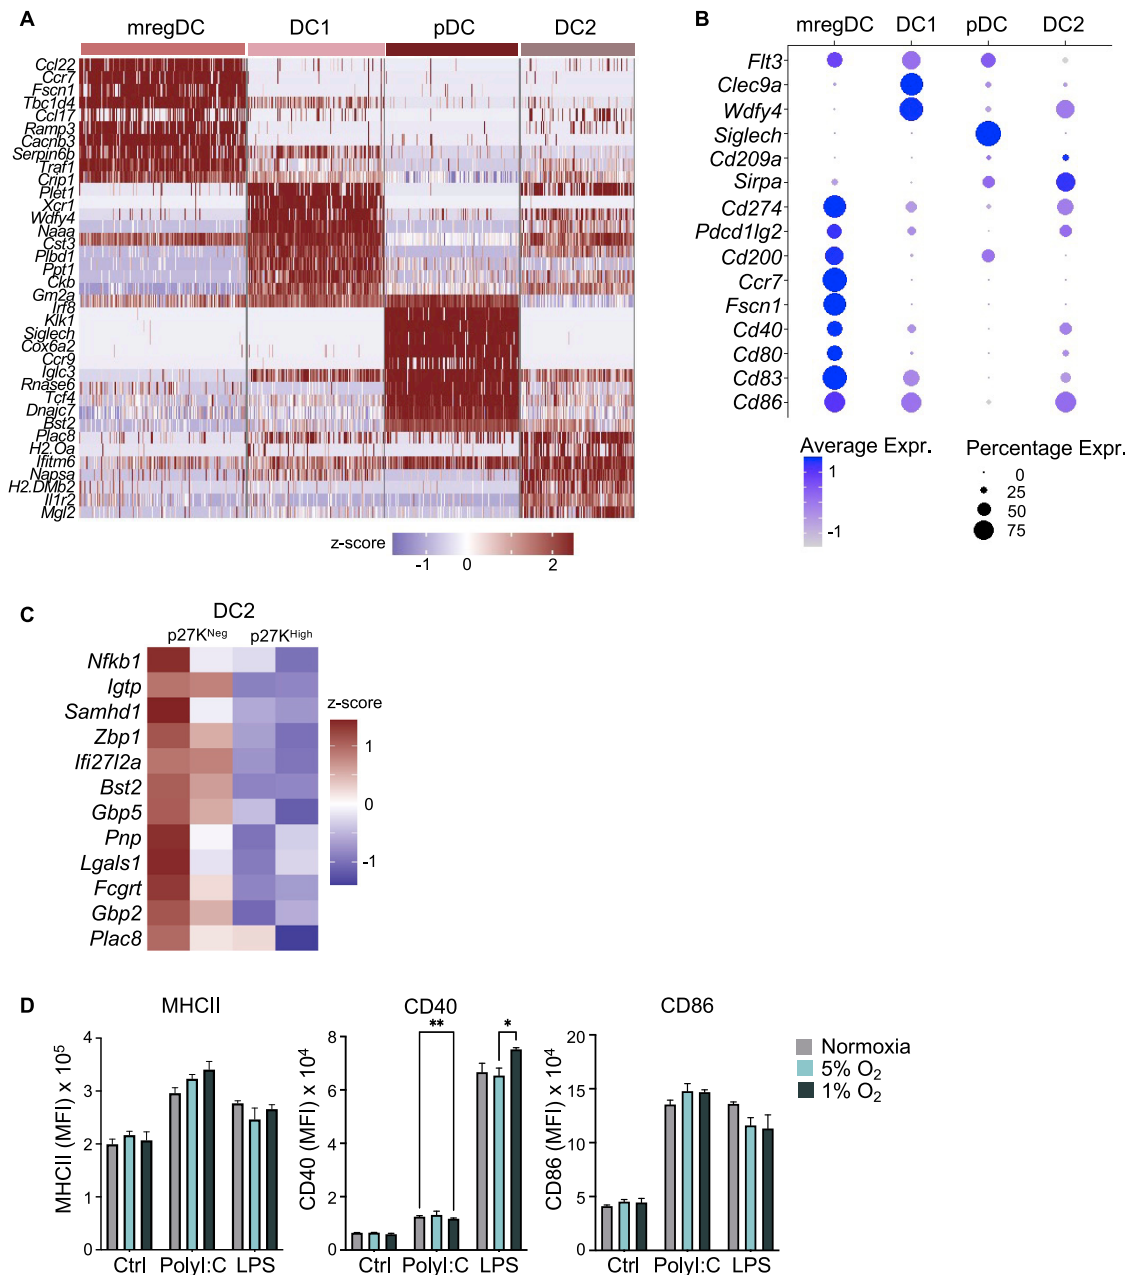 A
mregDC DC1 pDC DC2
Ccl22
Ccr7
Fscn1
Tbc1d4
Ccl17
Ramp3
Cacnb3
Serpin6b
Traf1
Crip1
Plet1
Xcr1
Wdfy4
Naaa
Cst3
Plbd1
Ppt1
Ckb
Gm2a
Irf8
Klk1
Siglech
Cox6a2
Ccr9
Iglc3
Rnase6
Tcf4
Dnajc7
Bst2
Plac8
H2.Oa
Ifitm6
Napsa
H2.DMb2
Il1r2
Mgl2
z-score
-1 0 2
B
mregDC DC1 pDC DC2
Flt3
Clec9a
Wdfy4
Siglech
Cd209a
Sirpa
Cd274
Pdcd1lg2
Cd200
Ccr7
Fscn1
Cd40
Cd80
Cd83
Cd86
Average Expr.
1
-1
Percentage Expr.
0
25
50
75
C
DC2
p27K^Neg p27K^High
Nfkb1
Igtp
Samhd1
Zbp1
Ifi27l2a
Bst2
Gbp5
Pnp
Lgals1
Fcgrt
Gbp2
Plac8
z-score
1
0
-1
D
MHCII
MHCII (MFI) x 10⁵
4
3
2
1
0
Ctrl PolyI:C LPS
CD40
CD40 (MFI) x 10⁴
8
6
4
2
0
** *
Ctrl PolyI:C LPS
CD86
CD86 (MFI) x 10⁴
20
15
10
5
0
Ctrl PolyI:C LPS
Normoxia
5% O₂
1% O₂